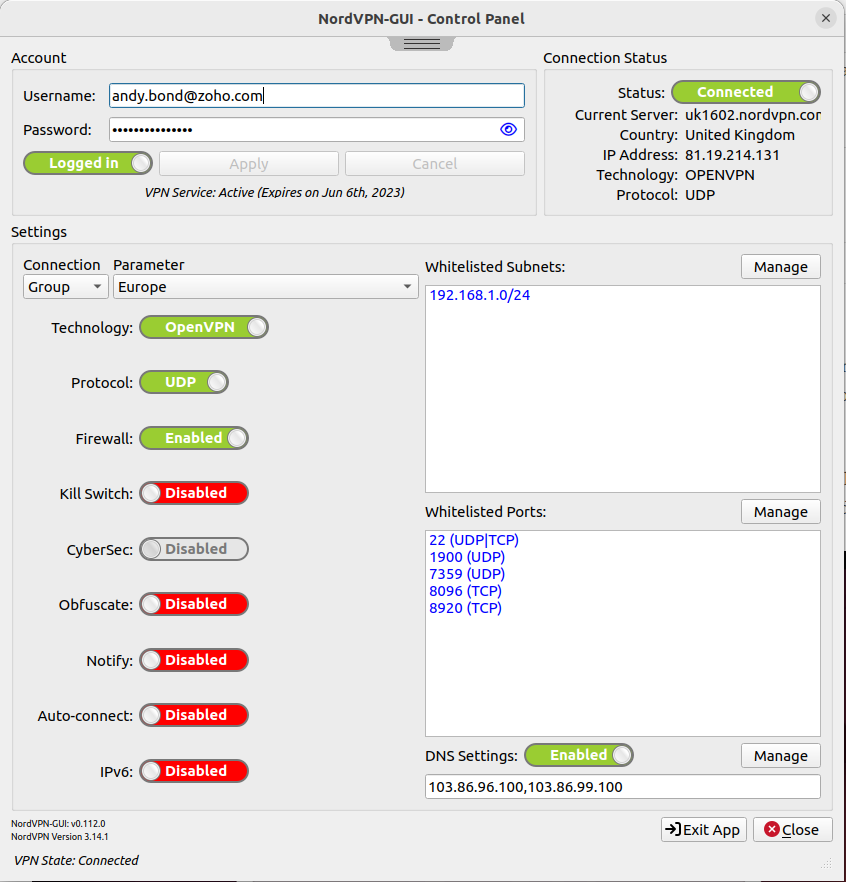 NordVPN-GUI - Control Panel
Account
Username: andy.bond@zoho.com
Password: •••••••••••••••
Logged in Apply Cancel
VPN Service: Active (Expires on Jun 6th, 2023)
Connection Status
Status: Connected
Current Server: uk1602.nordvpn.cor
Country: United Kingdom
IP Address: 81.19.214.131
Technology: OPENVPN
Protocol: UDP
Settings
Connection Parameter
Group Europe
Technology: OpenVPN
Protocol: UDP
Firewall: Enabled
Kill Switch: Disabled
CyberSec: Disabled
Obfuscate: Disabled
Notify: Disabled
Auto-connect: Disabled
IPv6: Disabled
Whitelisted Subnets: Manage
192.168.1.0/24
Whitelisted Ports: Manage
22 (UDP|TCP)
1900 (UDP)
7359 (UDP)
8096 (TCP)
8920 (TCP)
DNS Settings: Enabled Manage
103.86.96.100,103.86.99.100
NordVPN-GUI: v0.112.0
NordVPN Version 3.14.1
Exit App Close
VPN State: Connected